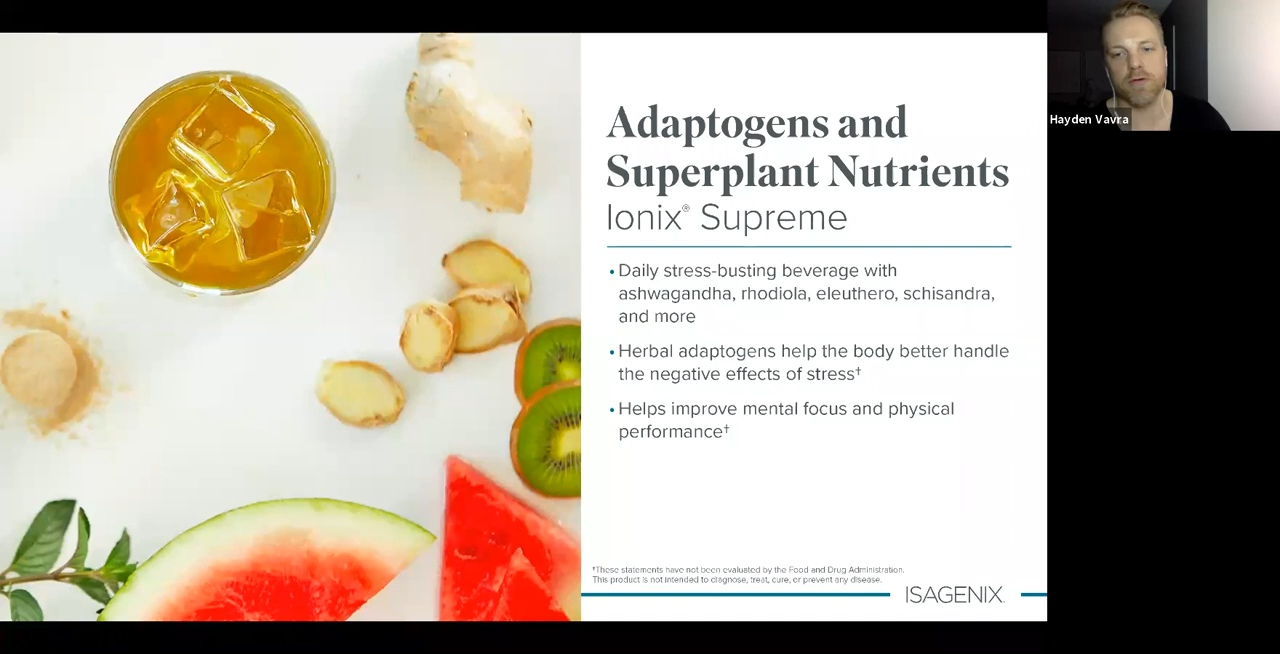 Adaptogens and
Superplant Nutrients
Ionix® Supreme
• Daily stress-busting beverage with
ashwagandha, rhodiola, eleuthero, schisandra,
and more
• Herbal adaptogens help the body better handle
the negative effects of stress†
• Helps improve mental focus and physical
performance†
†These statements have not been evaluated by the Food and Drug Administration.
This product is not intended to diagnose, treat, cure, or prevent any disease.
ISAGENIX.
Hayden Vavra